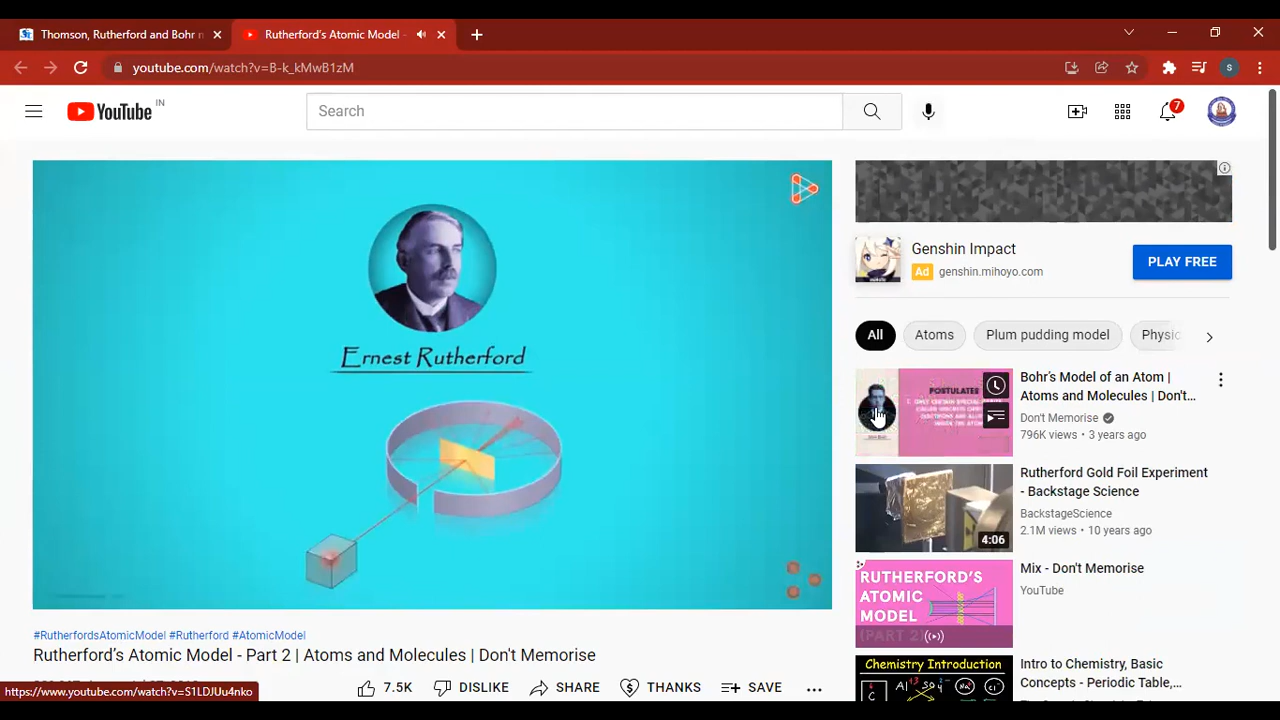 Thomson, Rutherford and Bohr m
Rutherford's Atomic Model -
youtube.com/watch?v=B-k_kMwB1zM
S
YouTube IN
Search
7
Ernest Rutherford
Genshin Impact
Ad genshin.mihoyo.com
PLAY FREE
All
Atoms
Plum pudding model
Physic
POSTULATES
Bohr's Model of an Atom |
Atoms and Molecules | Don't...
Don't Memorise
796K views • 3 years ago
4:06
Rutherford Gold Foil Experiment
- Backstage Science
BackstageScience
2.1M views • 10 years ago
RUTHERFORD'S
ATOMIC
MODEL
(PART 2)
Mix - Don't Memorise
YouTube
Chemistry Introduction
Intro to Chemistry, Basic
Concepts - Periodic Table,...
#RutherfordsAtomicModel #Rutherford #AtomicModel
Rutherford's Atomic Model - Part 2 | Atoms and Molecules | Don't Memorise
https://www.youtube.com/watch?v=S1LDJUu4nko
7.5K
DISLIKE
SHARE
THANKS
SAVE